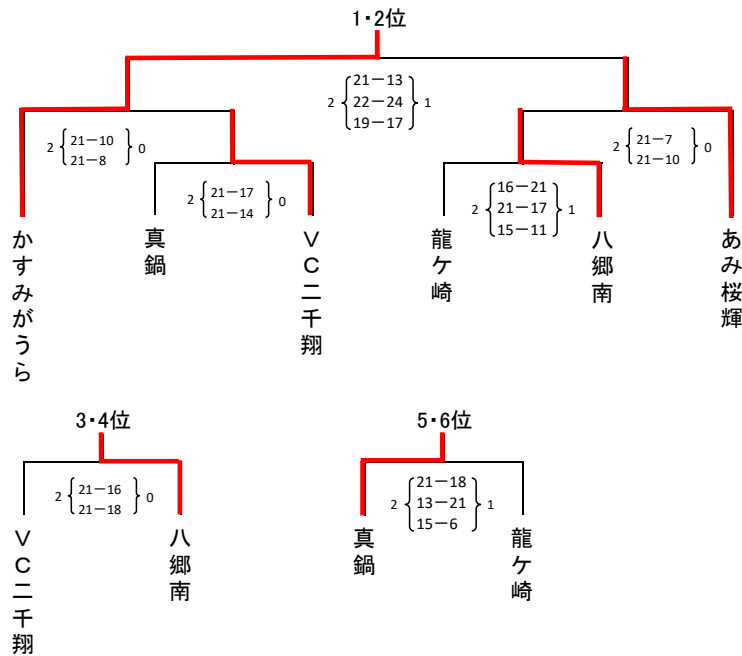 1・2位
2 21－13 1
22－24
19－17
2 21－10 0
21－8
2 21－7 0
21－10
2 21－17 0
21－14
2 16－21 1
21－17
15－11
かすみがうら
真鍋
ＶＣ二千翔
龍ケ崎
八郷南
あみ桜輝
3・4位
5・6位
2 21－16 0
21－18
2 21－18 1
13－21
15－6
ＶＣ二千翔
八郷南
真鍋
龍ケ崎